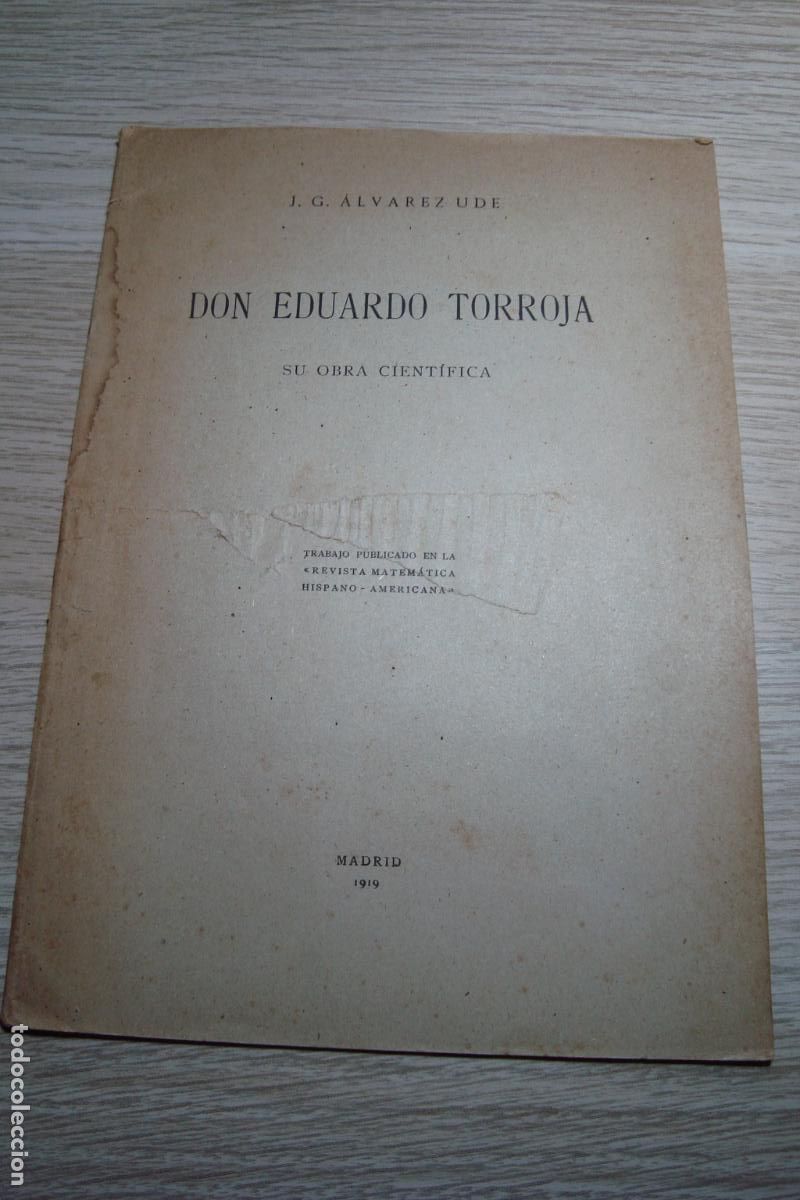 J. G. ÁLVAREZ UDE
DON EDUARDO TORROJA
SU OBRA CIENTÍFICA
TRABAJO PUBLICADO EN LA
«REVISTA MATEMÁTICA
HISPANO - AMERICANA»
MADRID
1919
todocoleccion